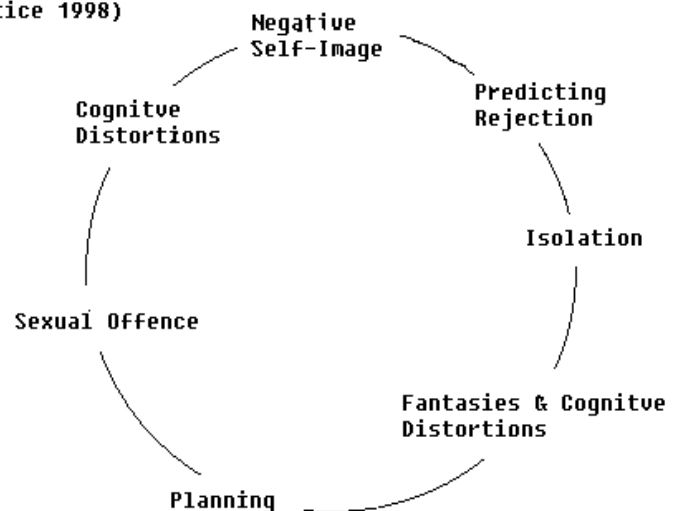 tice 1998)
Negative
Self-Image
Predicting
Rejection
Isolation
Fantasies & Cognitve
Distortions
Planning
Sexual Offence
Cognitve
Distortions